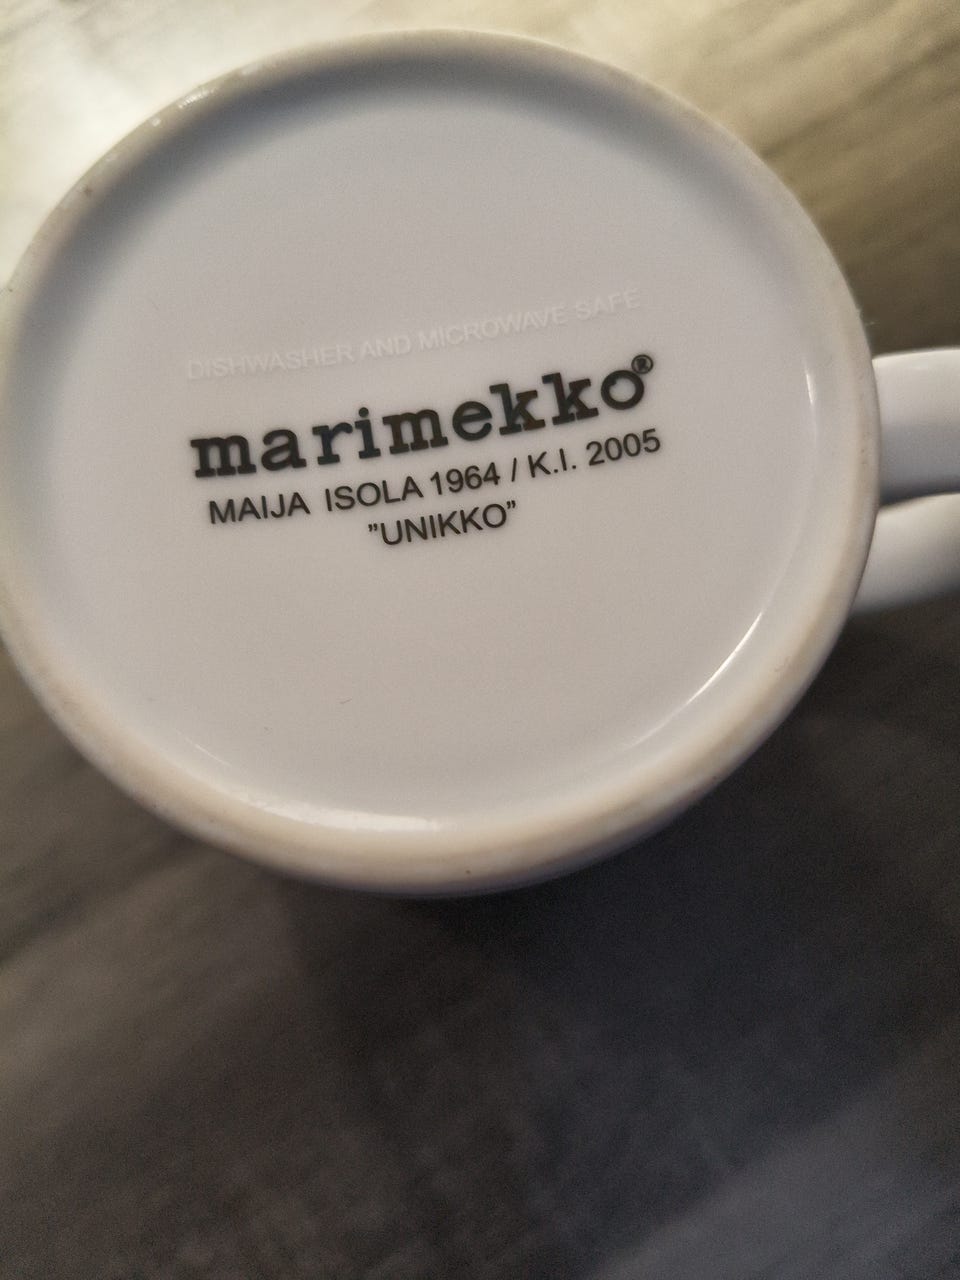 DISHWASHER AND MICROWAVE SAFE
marimekko®
MAIJA ISOLA 1964 / K.I. 2005
”UNIKKO”